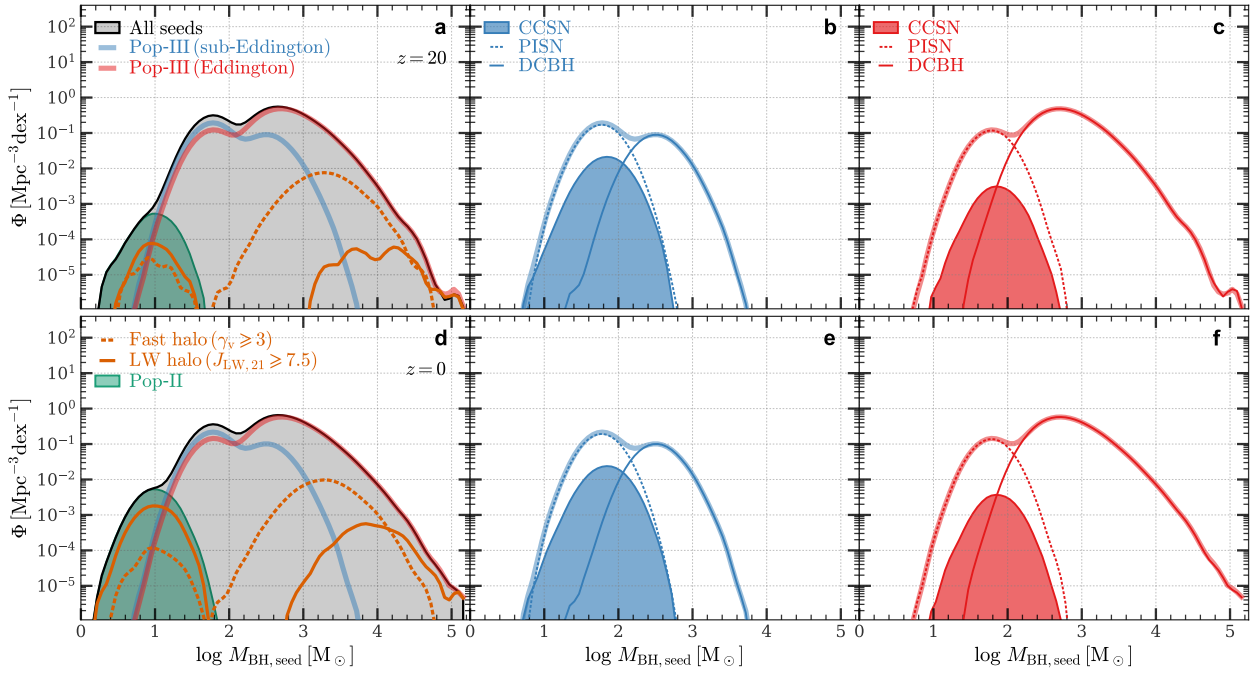 All seeds
Pop-III (sub-Eddington)
Pop-III (Eddington)
a
z = 20
CCSN
PISN
DCBH
b
CCSN
PISN
DCBH
c
10²
10¹
10⁰
10⁻¹
10⁻²
10⁻³
10⁻⁴
10⁻⁵
Φ [Mpc⁻³dex⁻¹]
Fast halo (γᵥ ⩾ 3)
LW halo (J_LW, 21 ⩾ 7.5)
Pop-II
d
z = 0
e
f
10²
10¹
10⁰
10⁻¹
10⁻²
10⁻³
10⁻⁴
10⁻⁵
Φ [Mpc⁻³dex⁻¹]
0 1 2 3 4 5 0 1 2 3 4 5 0 1 2 3 4 5
log M_BH, seed [M_⊙] log M_BH, seed [M_⊙] log M_BH, seed [M_⊙]